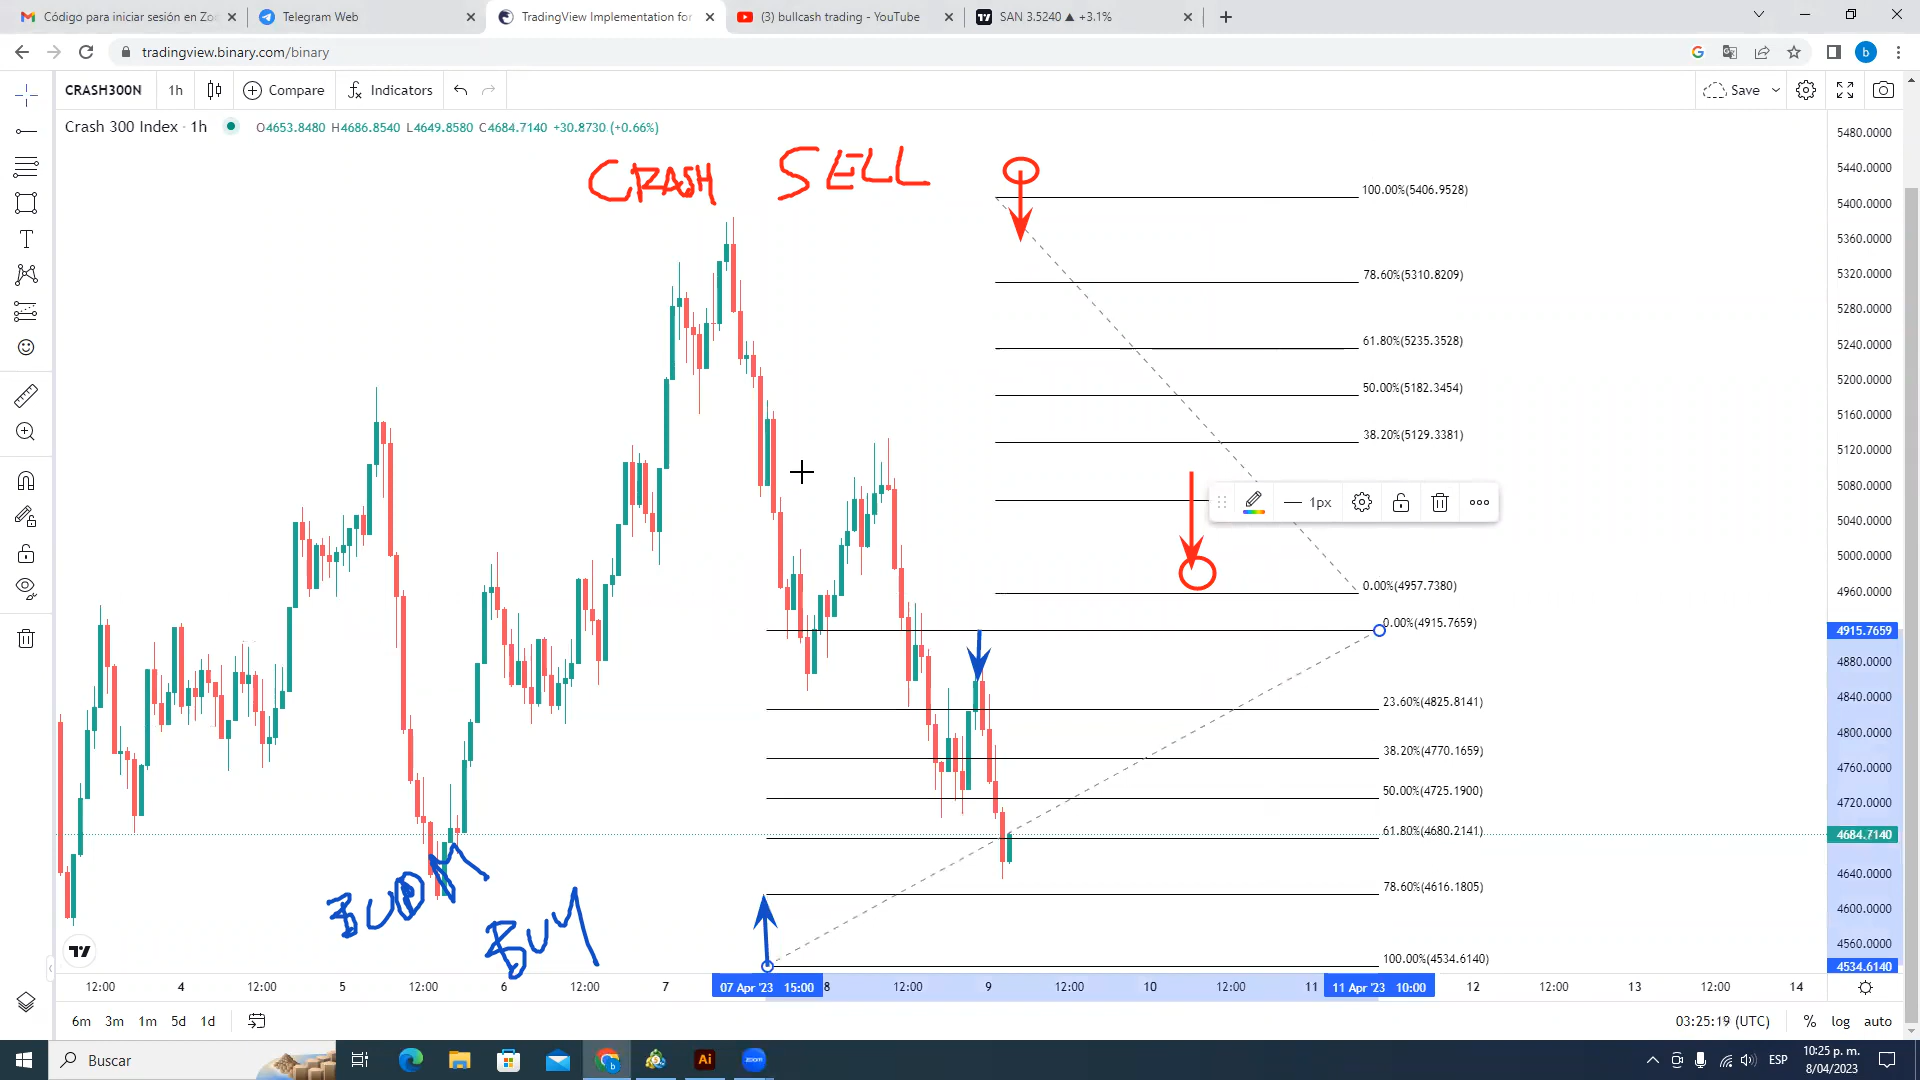 Código para iniciar sesión en Zoo
Telegram Web
TradingView Implementation for
(3) bullcash trading - YouTube
SAN 3.5240 ▲ +3.1%
tradingview.binary.com/binary
b
CRASH300N
1h
Compare
Indicators
Save
Crash 300 Index · 1h
O4653.8480 H4686.8540 L4649.8580 C4684.7140 +30.8730 (+0.66%)
CRASH SELL
100.00%(5406.9528)
78.60%(5310.8209)
61.80%(5235.3528)
50.00%(5182.3454)
38.20%(5129.3381)
1px
0.00%(4957.7380)
0.00%(4915.7659)
23.60%(4825.8141)
38.20%(4770.1659)
50.00%(4725.1900)
61.80%(4680.2141)
78.60%(4616.1805)
100.00%(4534.6140)
BOOM
BUY
5480.0000
5440.0000
5400.0000
5360.0000
5320.0000
5280.0000
5240.0000
5200.0000
5160.0000
5120.0000
5080.0000
5040.0000
5000.0000
4960.0000
4915.7659
4880.0000
4840.0000
4800.0000
4760.0000
4720.0000
4684.7140
4640.0000
4600.0000
4560.0000
4534.6140
12:00 4 12:00 5 12:00 6 12:00 7 07 Apr '23 15:00 8 12:00 9 12:00 10 12:00 11 11 Apr '23 10:00 12 12:00 13 12:00 14
6m 3m 1m 5d 1d
03:25:19 (UTC)
% log auto
Buscar
Ai
zoom
ESP
10:25 p. m.
8/04/2023